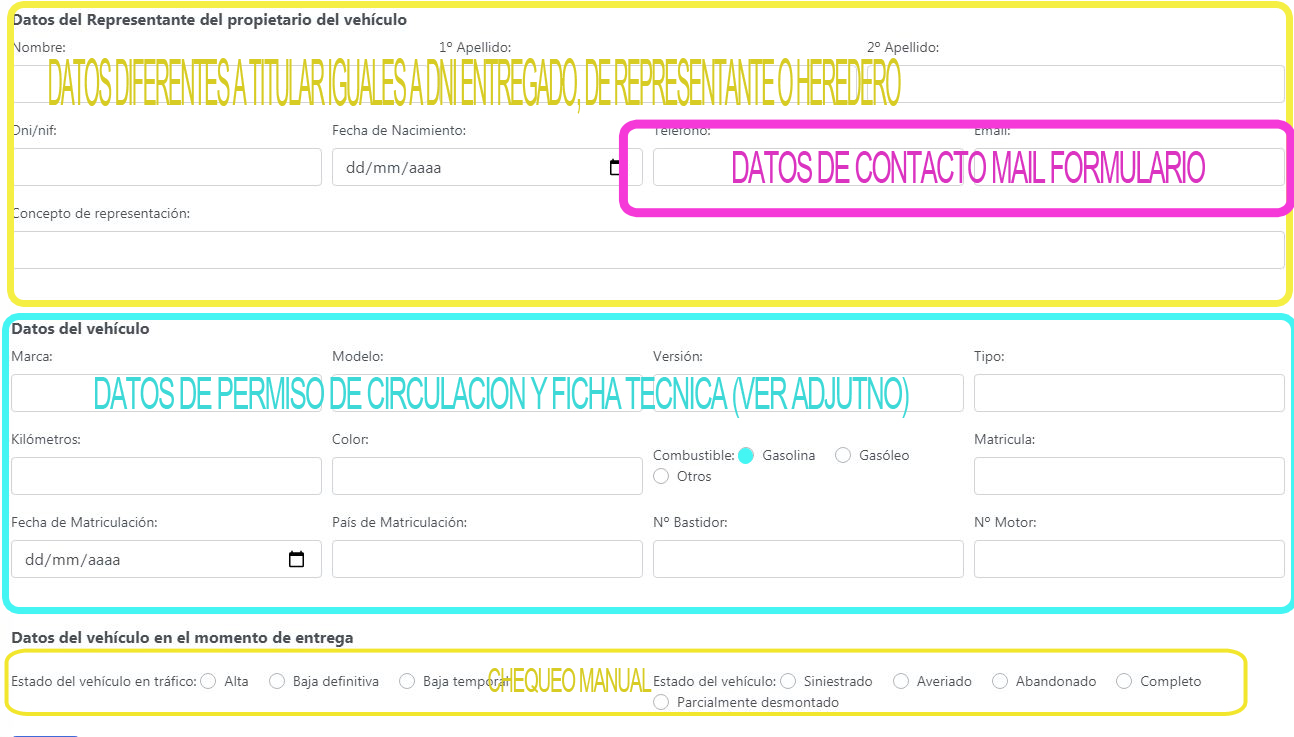 Datos del Representante del propietario del vehículo
Nombre: 1º Apellido: 2º Apellido:
DATOS DIFERENTES A TITULAR IGUALES A DNI ENTREGADO, DE REPRESENTANTE O HEREDERO
Dni/nif: Fecha de Nacimiento: Teléfono: Email:
dd/mm/aaaa DATOS DE CONTACTO MAIL FORMULARIO
Concepto de representación:
Datos del vehículo
Marca: Modelo: Versión: Tipo:
DATOS DE PERMISO DE CIRCULACION Y FICHA TECNICA (VER ADJUTNO)
Kilómetros: Color: Combustible: Gasolina Gasóleo Matricula:
Otros
Fecha de Matriculación: País de Matriculación: Nº Bastidor: Nº Motor:
dd/mm/aaaa
Datos del vehículo en el momento de entrega
Estado del vehículo en tráfico: Alta Baja definitiva Baja temporal CHEQUEO MANUAL Estado del vehículo: Siniestrado Averiado Abandonado Completo
Parcialmente desmontado